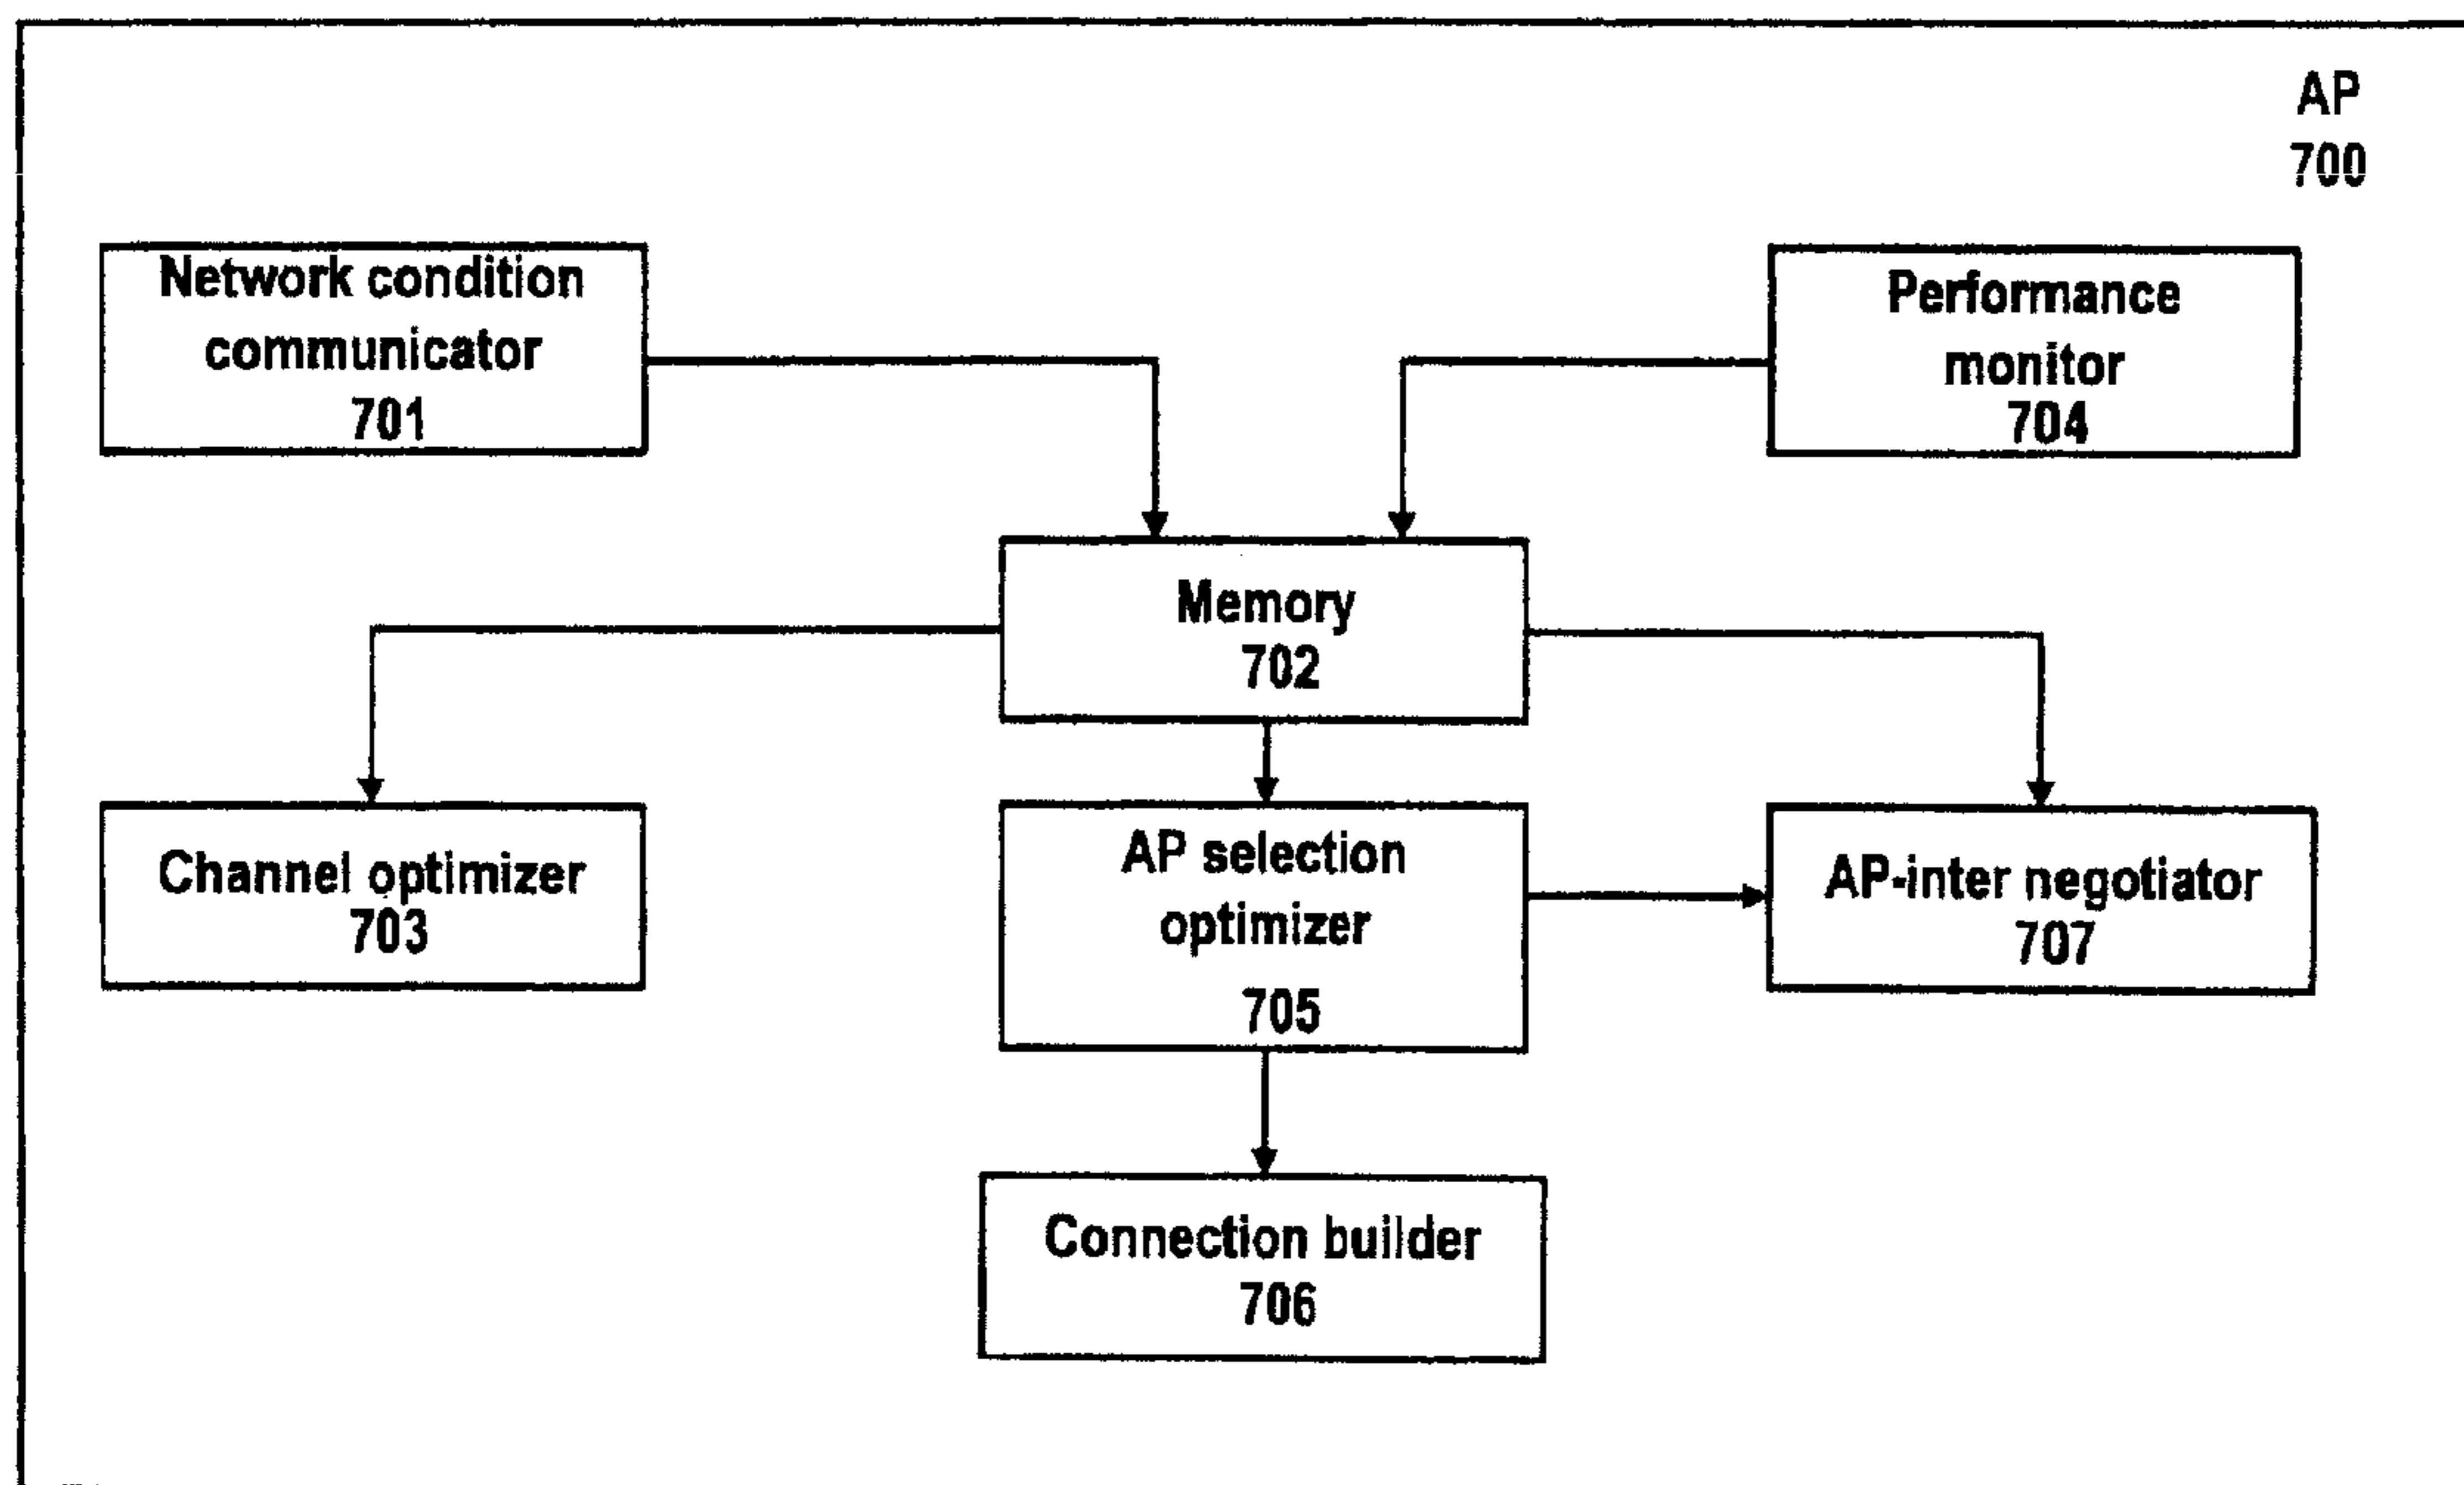 AP
700
Network condition
communicator
701
Performance
monitor
704
Memory
702
Channel optimizer
703
AP selection
optimizer
705
AP-inter negotiator
707
Connection builder
706